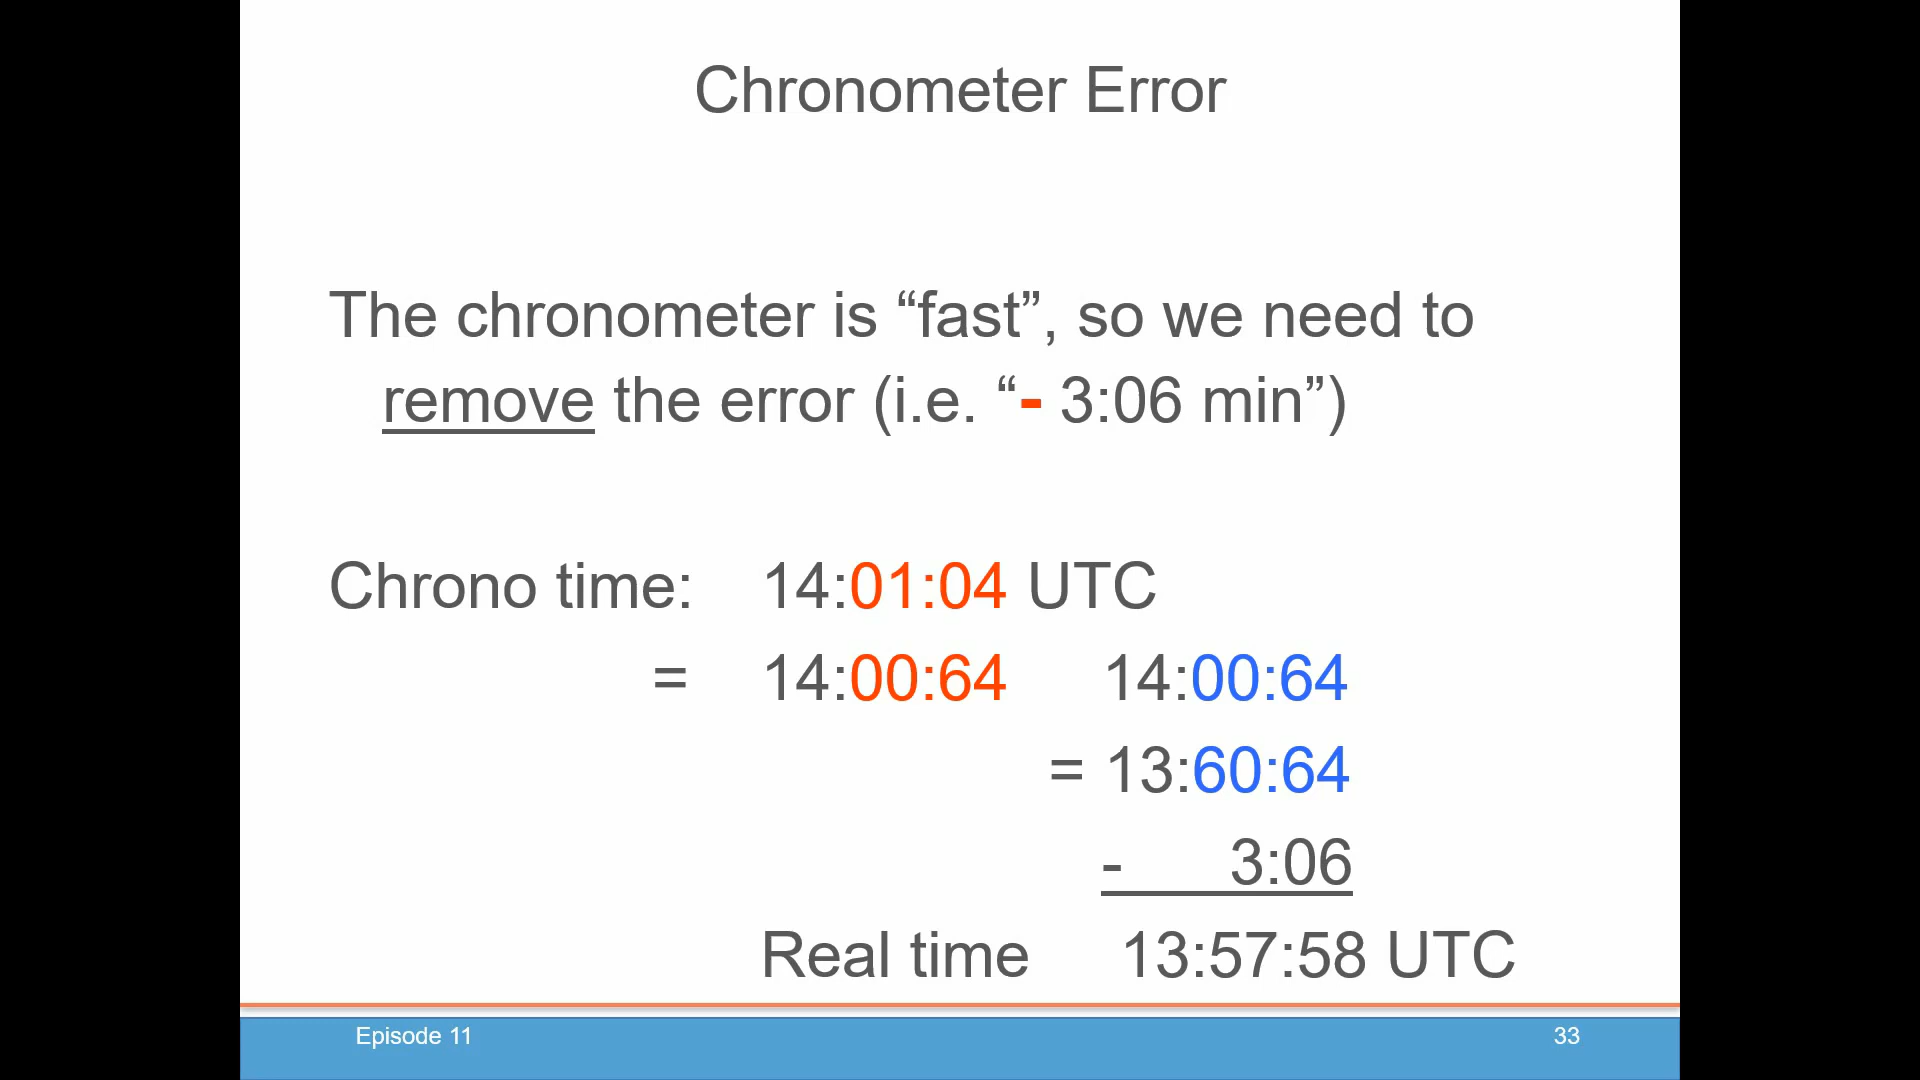 Chronometer Error
The chronometer is “fast”, so we need to
remove the error (i.e. “- 3:06 min”)
Chrono time: 14:01:04 UTC
= 14:00:64 14:00:64
= 13:60:64
- 3:06
Real time 13:57:58 UTC
Episode 11 33